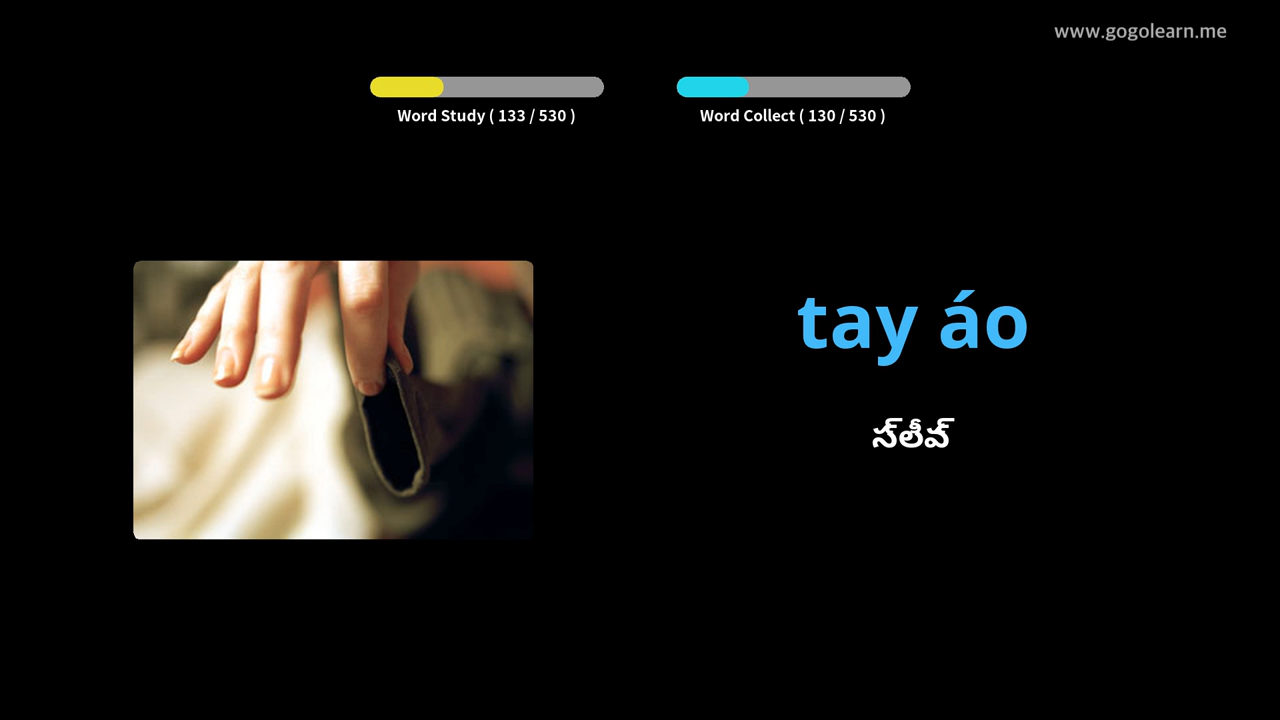 www.gogolearn.me
Word Study ( 133 / 530 )
Word Collect ( 130 / 530 )
tay áo
స్‌లీవ్